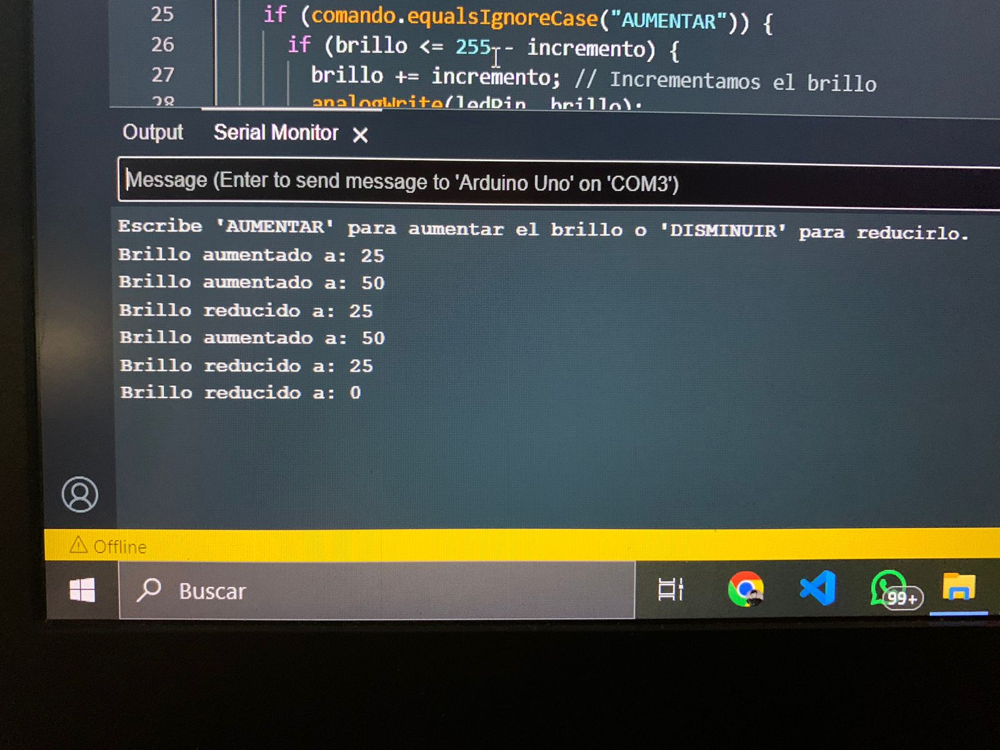 25 if (comando.equalsIgnoreCase("AUMENTAR")) {
26 if (brillo <= 255 - incremento) {
27 brillo += incremento; // Incrementamos el brillo
28 analogWrite(ledPin, brillo);
Output Serial Monitor
Message (Enter to send message to 'Arduino Uno' on 'COM3')
Escribe 'AUMENTAR' para aumentar el brillo o 'DISMINUIR' para reducirlo.
Brillo aumentado a: 25
Brillo aumentado a: 50
Brillo reducido a: 25
Brillo aumentado a: 50
Brillo reducido a: 25
Brillo reducido a: 0
Offline
Buscar
99+